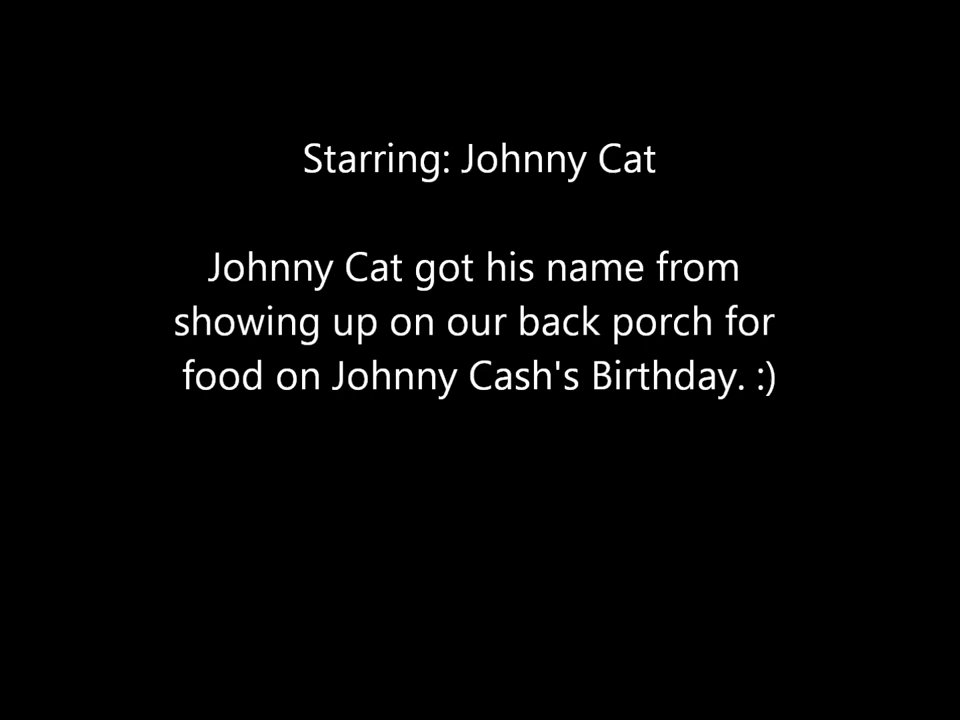 Starring: Johnny Cat
Johnny Cat got his name from
showing up on our back porch for
food on Johnny Cash's Birthday. :)